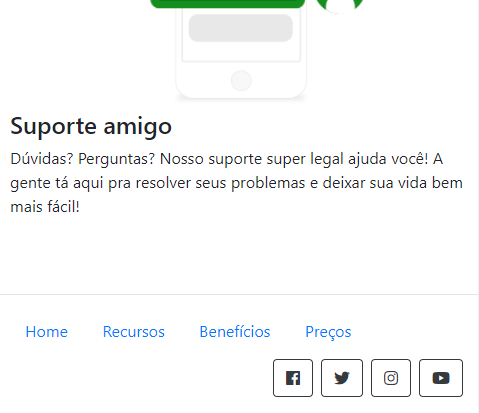 Suporte amigo
Dúvidas? Perguntas? Nosso suporte super legal ajuda você! A
gente tá aqui pra resolver seus problemas e deixar sua vida bem
mais fácil!
Home Recursos Benefícios Preços